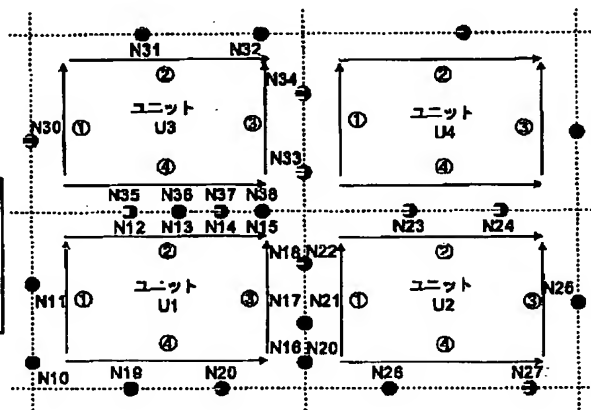 N31 N32
② N34 ②
N30 ① ユニット U3 ③ ① ユニット U4 ③
④ N33 ④
N35 N36 N37 N38
N12 N13 N14 N15 N23 N24
② N18 N22 ②
N11 ① ユニット U1 ③ N17 N21 ① ユニット U2 ③ N25
④ N16 N20 ④
N10 N18 N20 N26 N27